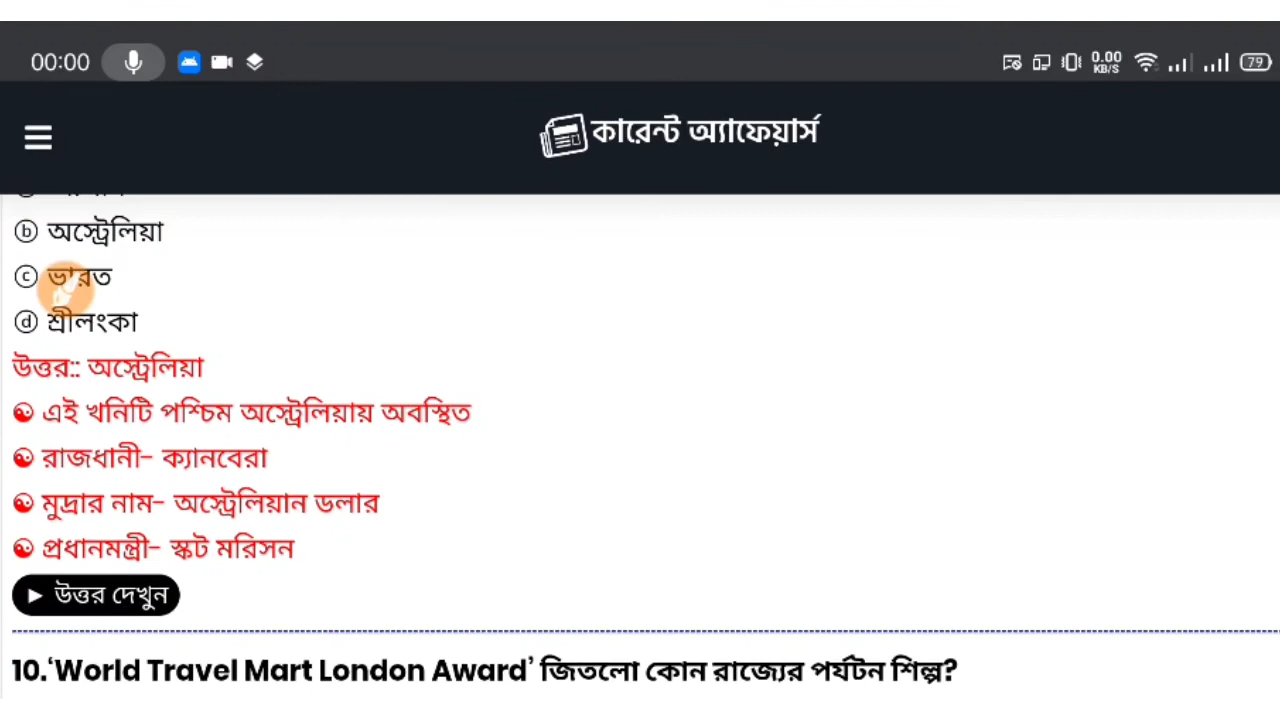 00:00
0.00 KB/S
79
কারেন্ট অ্যাফেয়ার্স
ⓑ অস্ট্রেলিয়া
ⓒ ভারত
ⓓ শ্রীলংকা
উত্তর:: অস্ট্রেলিয়া
☯ এই খনিটি পশ্চিম অস্ট্রেলিয়ায় অবস্থিত
☯ রাজধানী- ক্যানবেরা
☯ মুদ্রার নাম- অস্ট্রেলিয়ান ডলার
☯ প্রধানমন্ত্রী- স্কট মরিসন
► উত্তর দেখুন
10.‘World Travel Mart London Award’ জিতলো কোন রাজ্যের পর্যটন শিল্প?